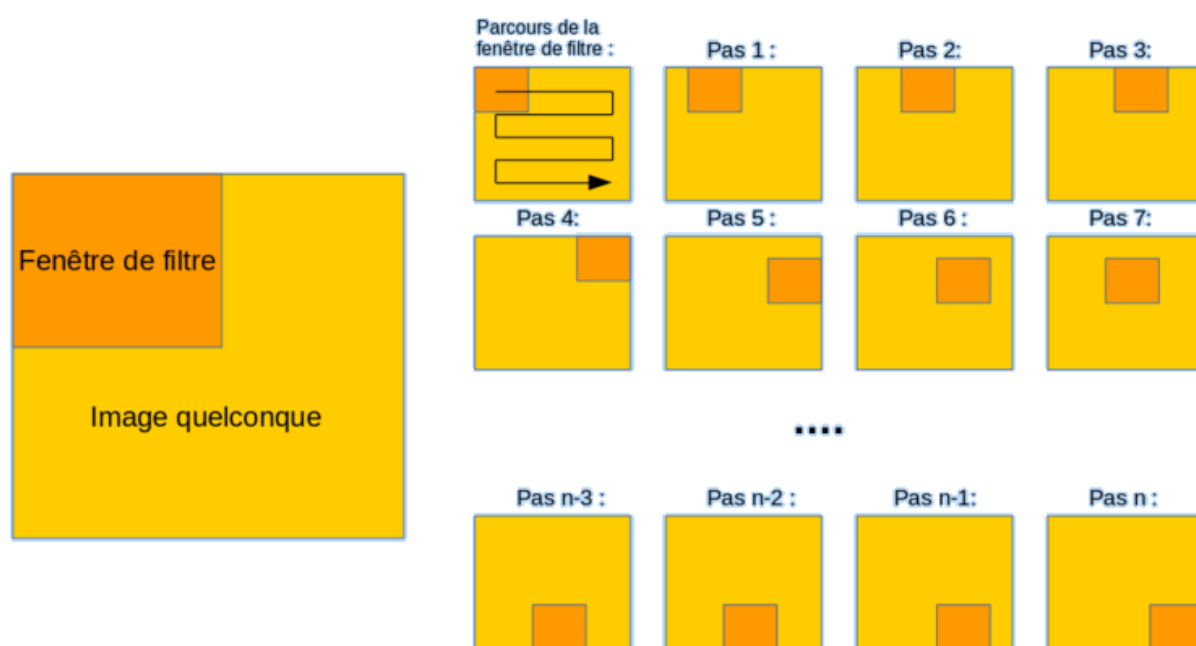 Parcours de la
fenêtre de filtre :
Pas 1 :
Pas 2:
Pas 3:
Pas 4:
Pas 5 :
Pas 6 :
Pas 7:
Fenêtre de filtre
Image quelconque
....
Pas n-3 :
Pas n-2 :
Pas n-1:
Pas n :